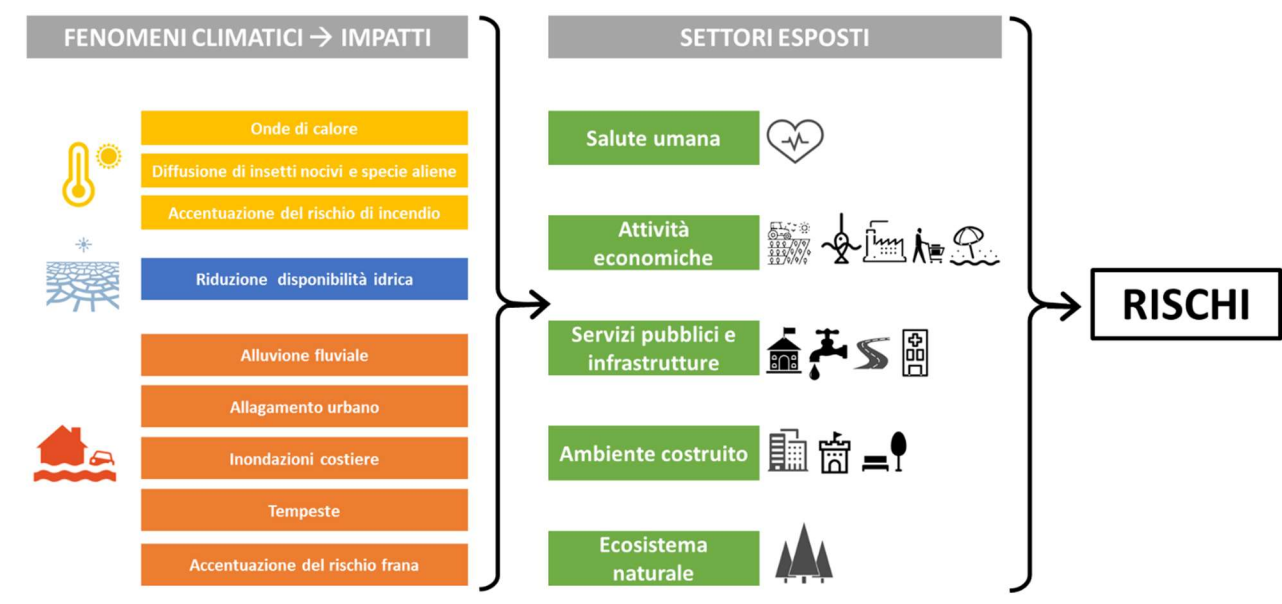 FENOMENI CLIMATICI → IMPATTI
Onde di calore
Diffusione di insetti nocivi e specie aliene
Accentuazione del rischio di incendio
Riduzione disponibilità idrica
Alluvione fluviale
Allagamento urbano
Inondazioni costiere
Tempeste
Accentuazione del rischio frana
SETTORI ESPOSTI
Salute umana
Attività
economiche
Servizi pubblici e
infrastrutture
Ambiente costruito
Ecosistema
naturale
RISCHI